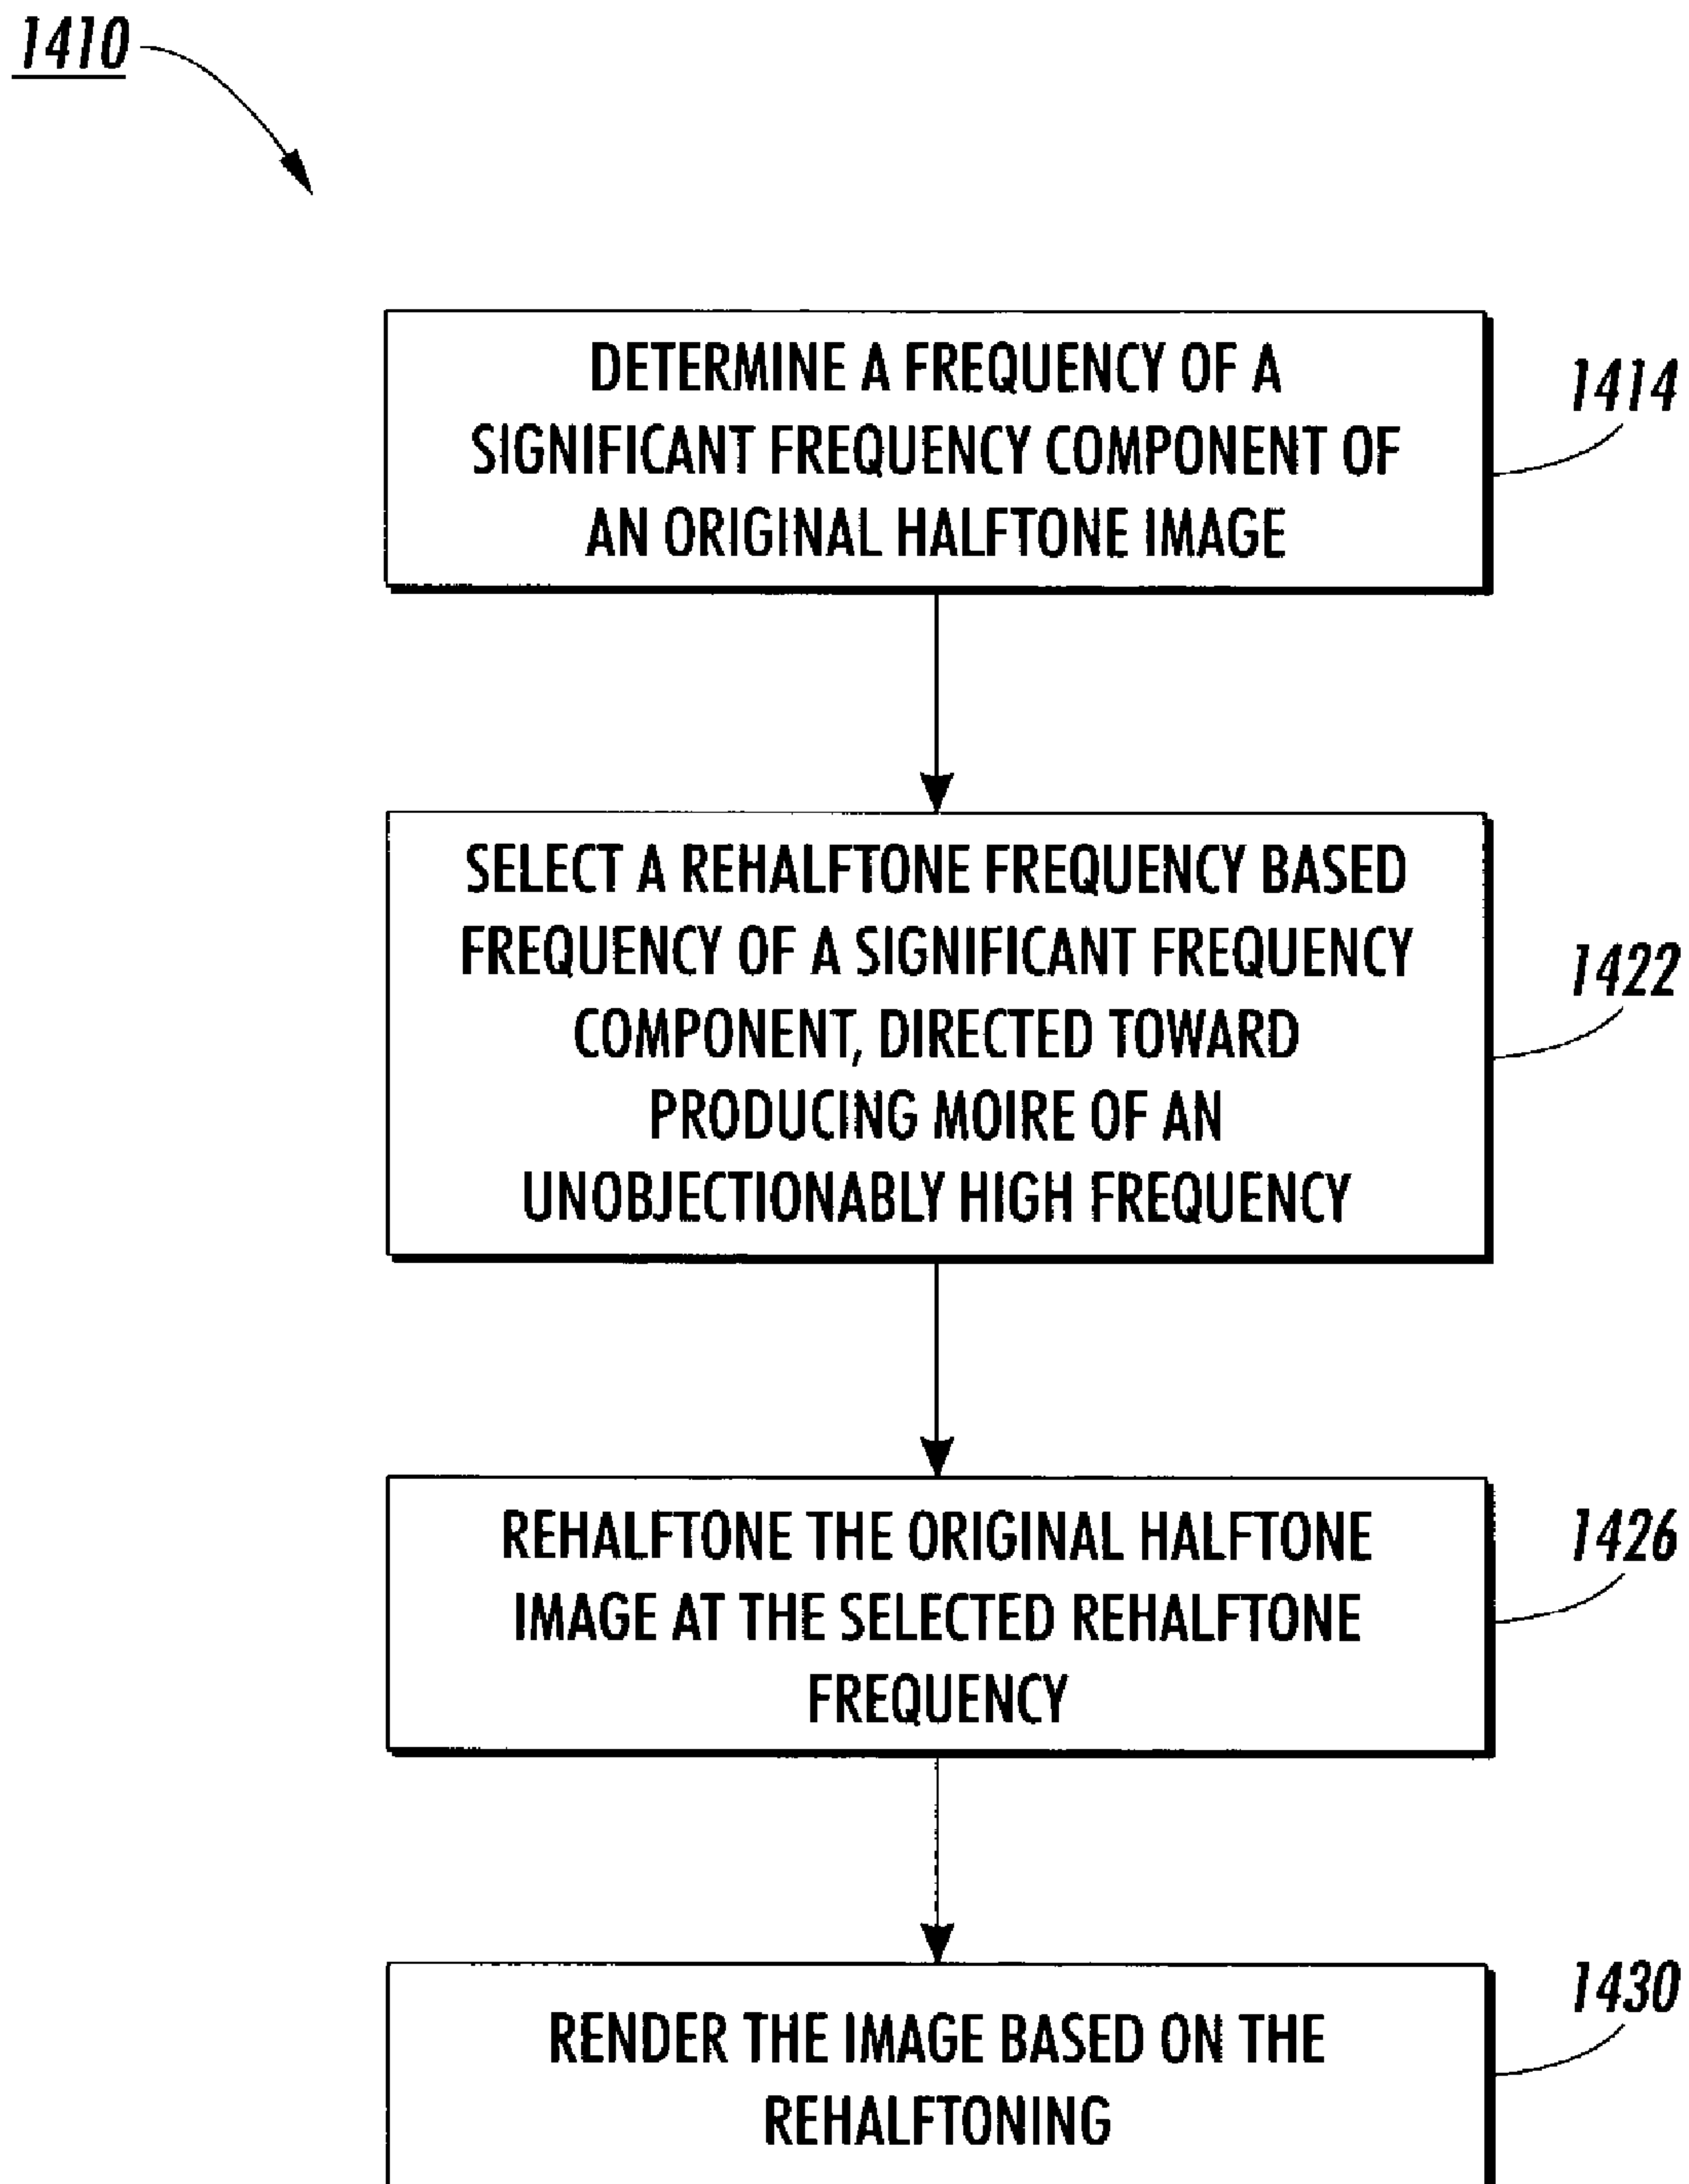 1410
DETERMINE A FREQUENCY OF A
SIGNIFICANT FREQUENCY COMPONENT OF
AN ORIGINAL HALFTONE IMAGE
1414
SELECT A REHALFTONE FREQUENCY BASED
FREQUENCY OF A SIGNIFICANT FREQUENCY
COMPONENT, DIRECTED TOWARD
PRODUCING MOIRE OF AN
UNOBJECTIONABLY HIGH FREQUENCY
1422
REHALFTONE THE ORIGINAL HALFTONE
IMAGE AT THE SELECTED REHALFTONE
FREQUENCY
1426
RENDER THE IMAGE BASED ON THE
REHALFTONING
1430